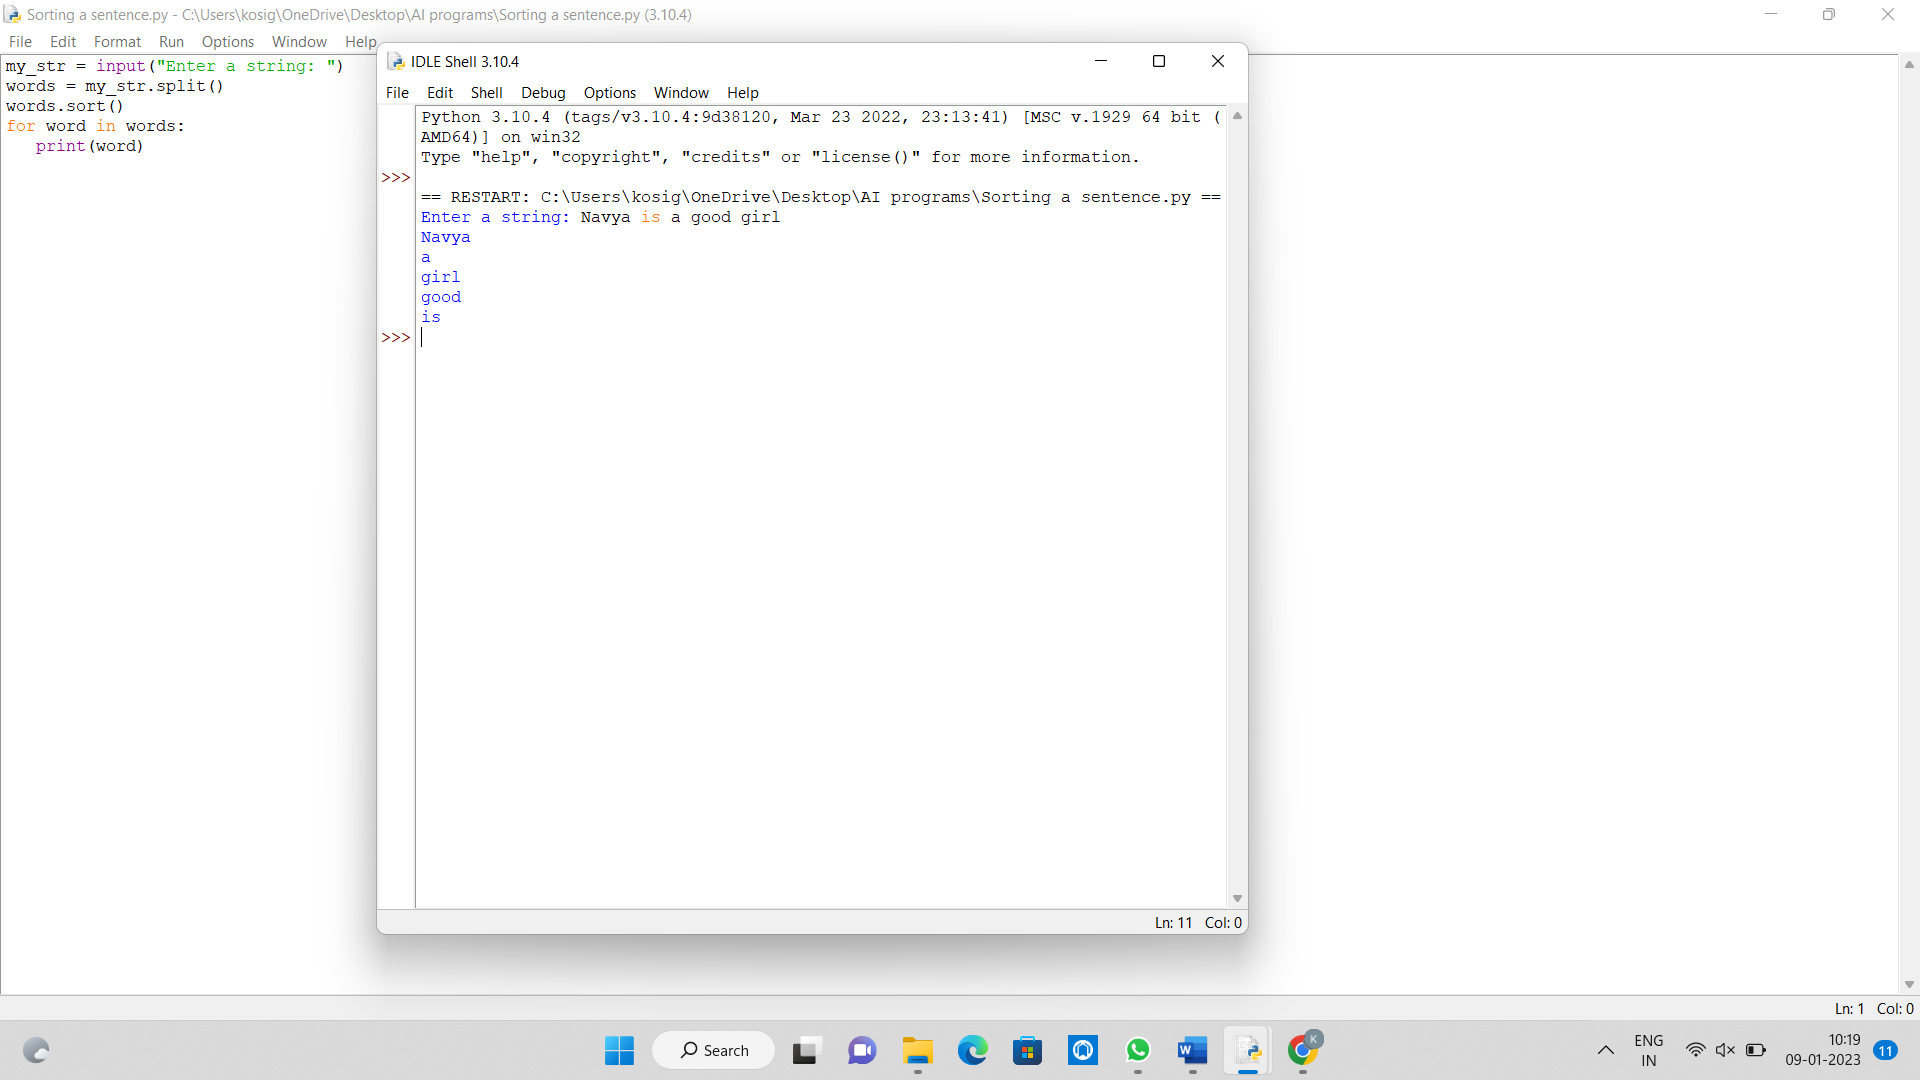 Sorting a sentence.py - C:\Users\kosig\OneDrive\Desktop\AI programs\Sorting a sentence.py (3.10.4)
File Edit Format Run Options Window Help
my_str = input("Enter a string: ")
words = my_str.split()
words.sort()
for word in words:
   print(word)
IDLE Shell 3.10.4
File Edit Shell Debug Options Window Help
Python 3.10.4 (tags/v3.10.4:9d38120, Mar 23 2022, 23:13:41) [MSC v.1929 64 bit (
AMD64)] on win32
Type "help", "copyright", "credits" or "license()" for more information.
>>>
== RESTART: C:\Users\kosig\OneDrive\Desktop\AI programs\Sorting a sentence.py ==
Enter a string: Navya is a good girl
Navya
a
girl
good
is
>>>
Ln: 11 Col: 0
Ln: 1 Col: 0
Search
W
K
ENG
IN
10:19
09-01-2023
11